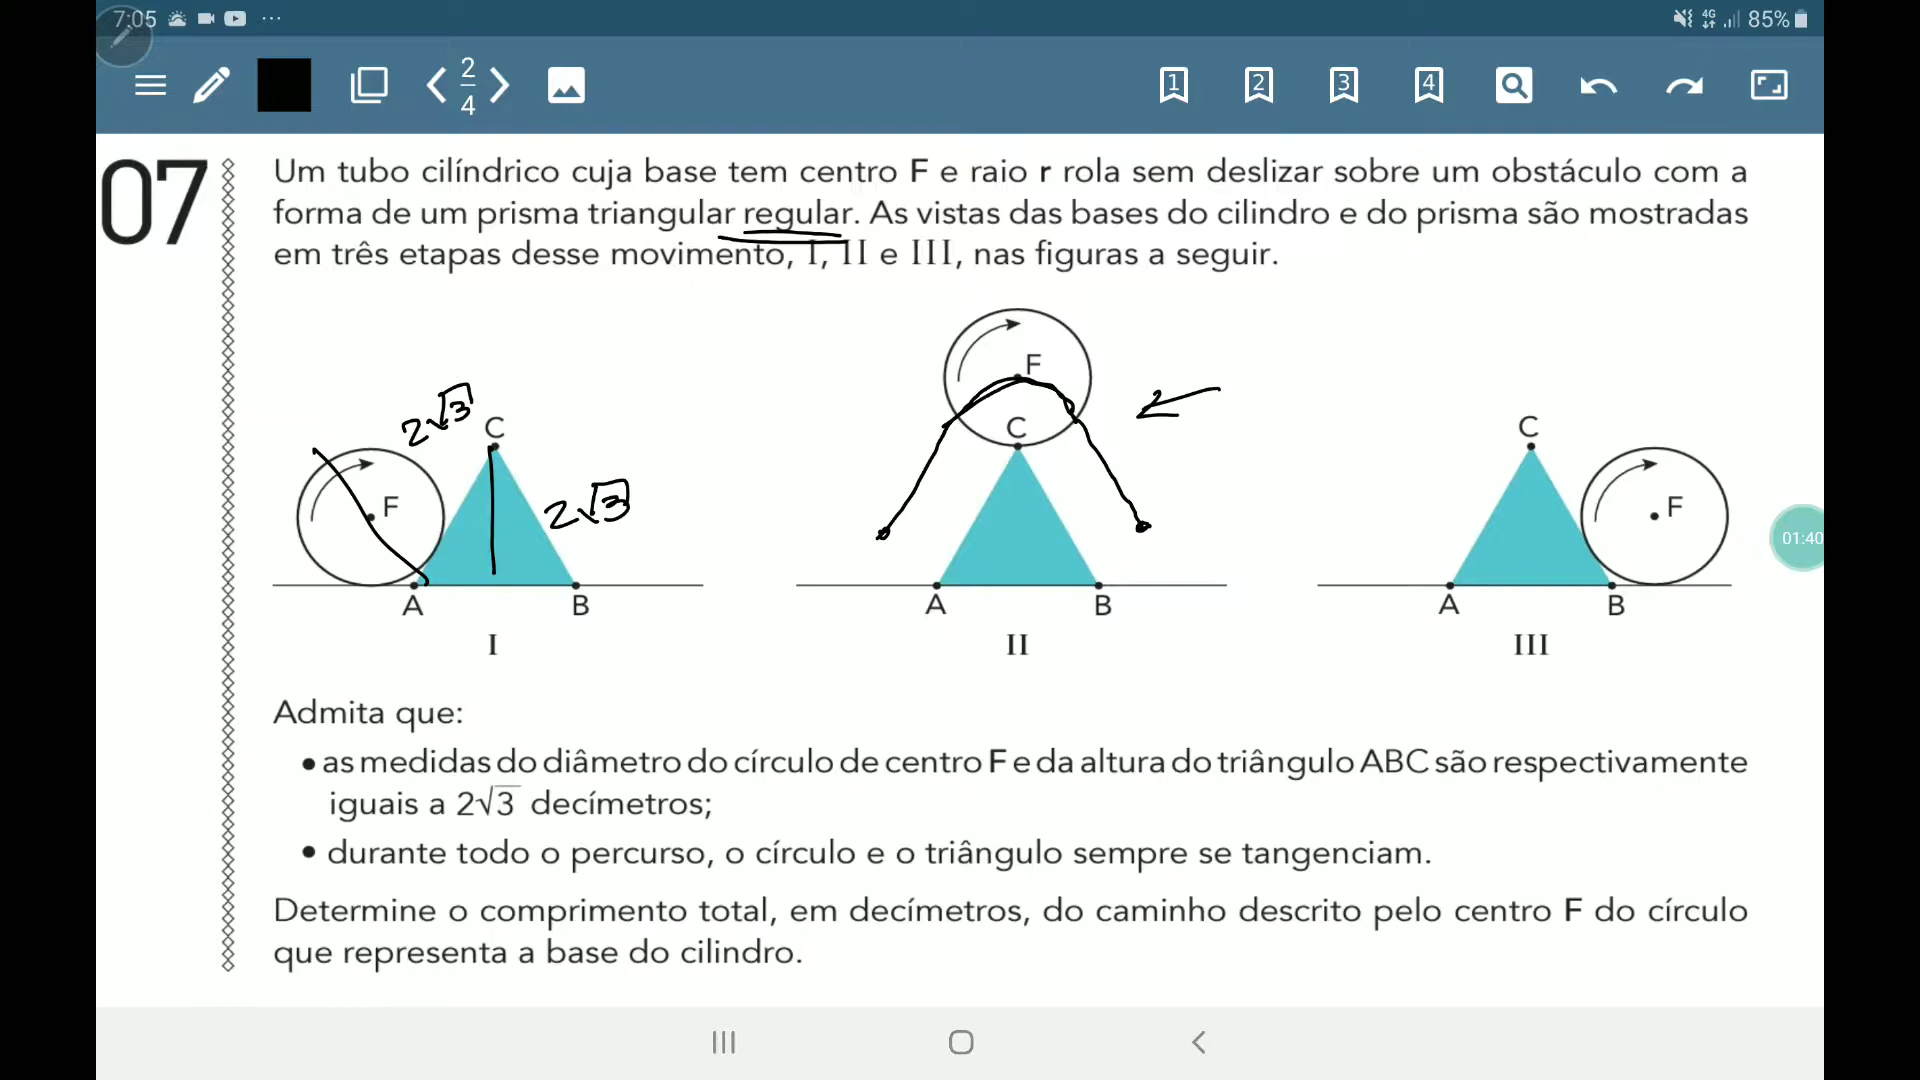 7:05 ... 4G 85%
2
4
1 2 3 4
07
Um tubo cilíndrico cuja base tem centro F e raio r rola sem deslizar sobre um obstáculo com a
forma de um prisma triangular regular. As vistas das bases do cilindro e do prisma são mostradas
em três etapas desse movimento, I, II e III, nas figuras a seguir.
F
2√3 C C C
F 2√3 F
01:40
A B A B A B
I II III
Admita que:
• as medidas do diâmetro do círculo de centro F e da altura do triângulo ABC são respectivamente
iguais a 2√3 decímetros;
• durante todo o percurso, o círculo e o triângulo sempre se tangenciam.
Determine o comprimento total, em decímetros, do caminho descrito pelo centro F do círculo
que representa a base do cilindro.